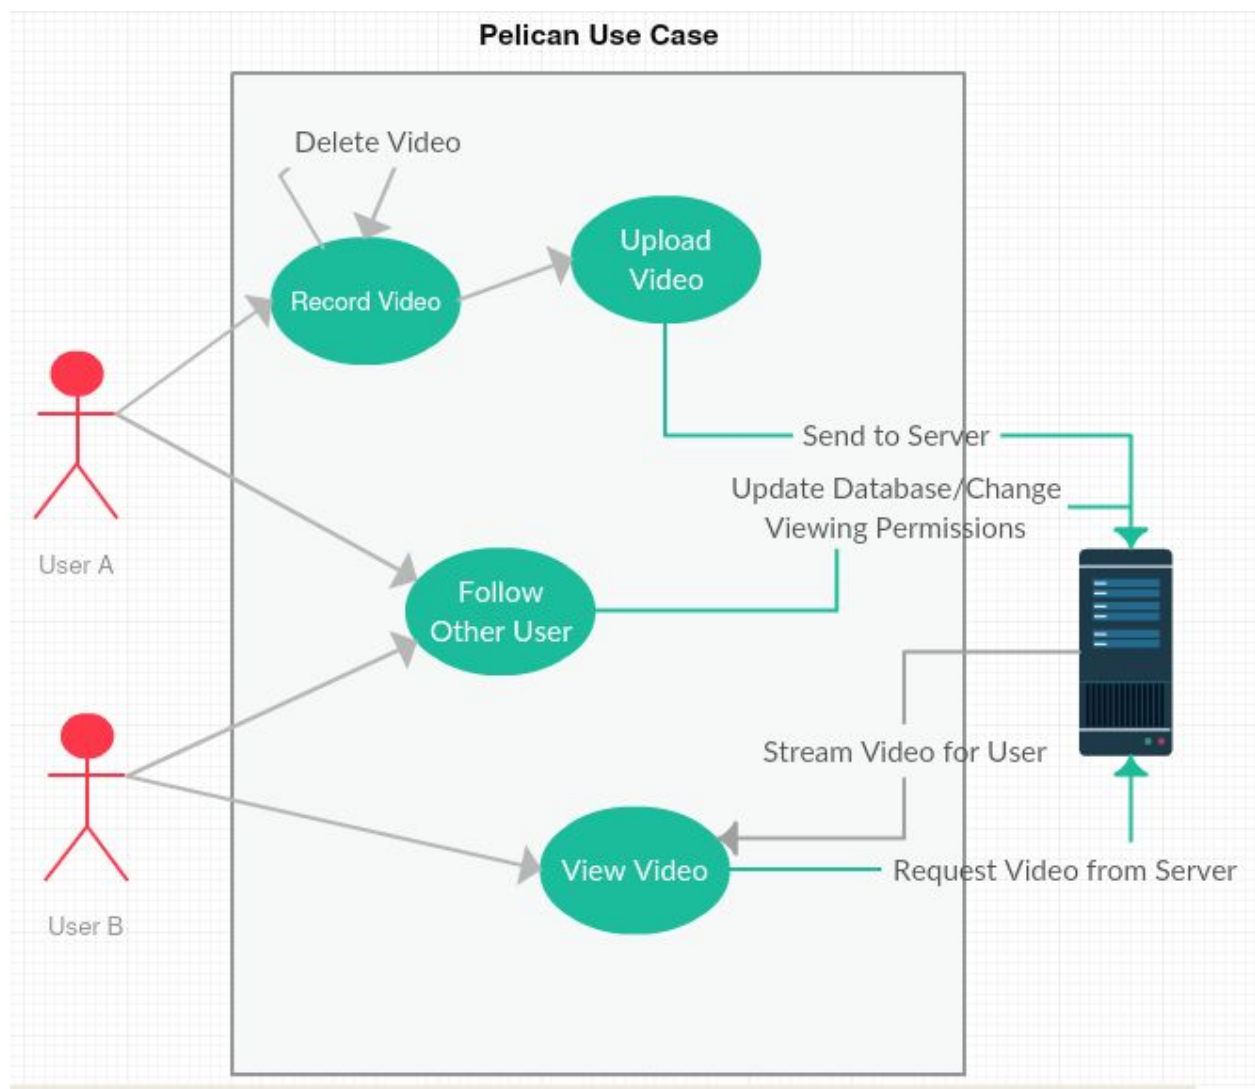 Pelican Use Case
Delete Video
Upload
Video
Record Video
Send to Server
Update Database/Change
Viewing Permissions
User A
Follow
Other User
Stream Video for User
View Video
Request Video from Server
User B